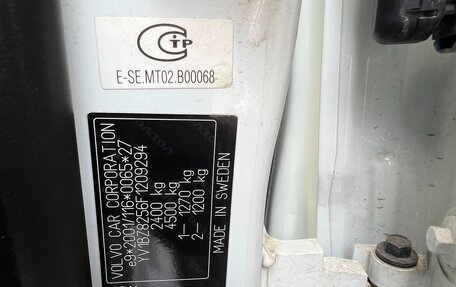 СТР
E-SE.MT02.B00068
VOLVO CAR CORPORATION
e9*2001/116*0065*27
YV1BZ8256F1209294
2400 kg
4500 kg
1— 1270 kg
2— 1200 kg
MADE IN SWEDEN